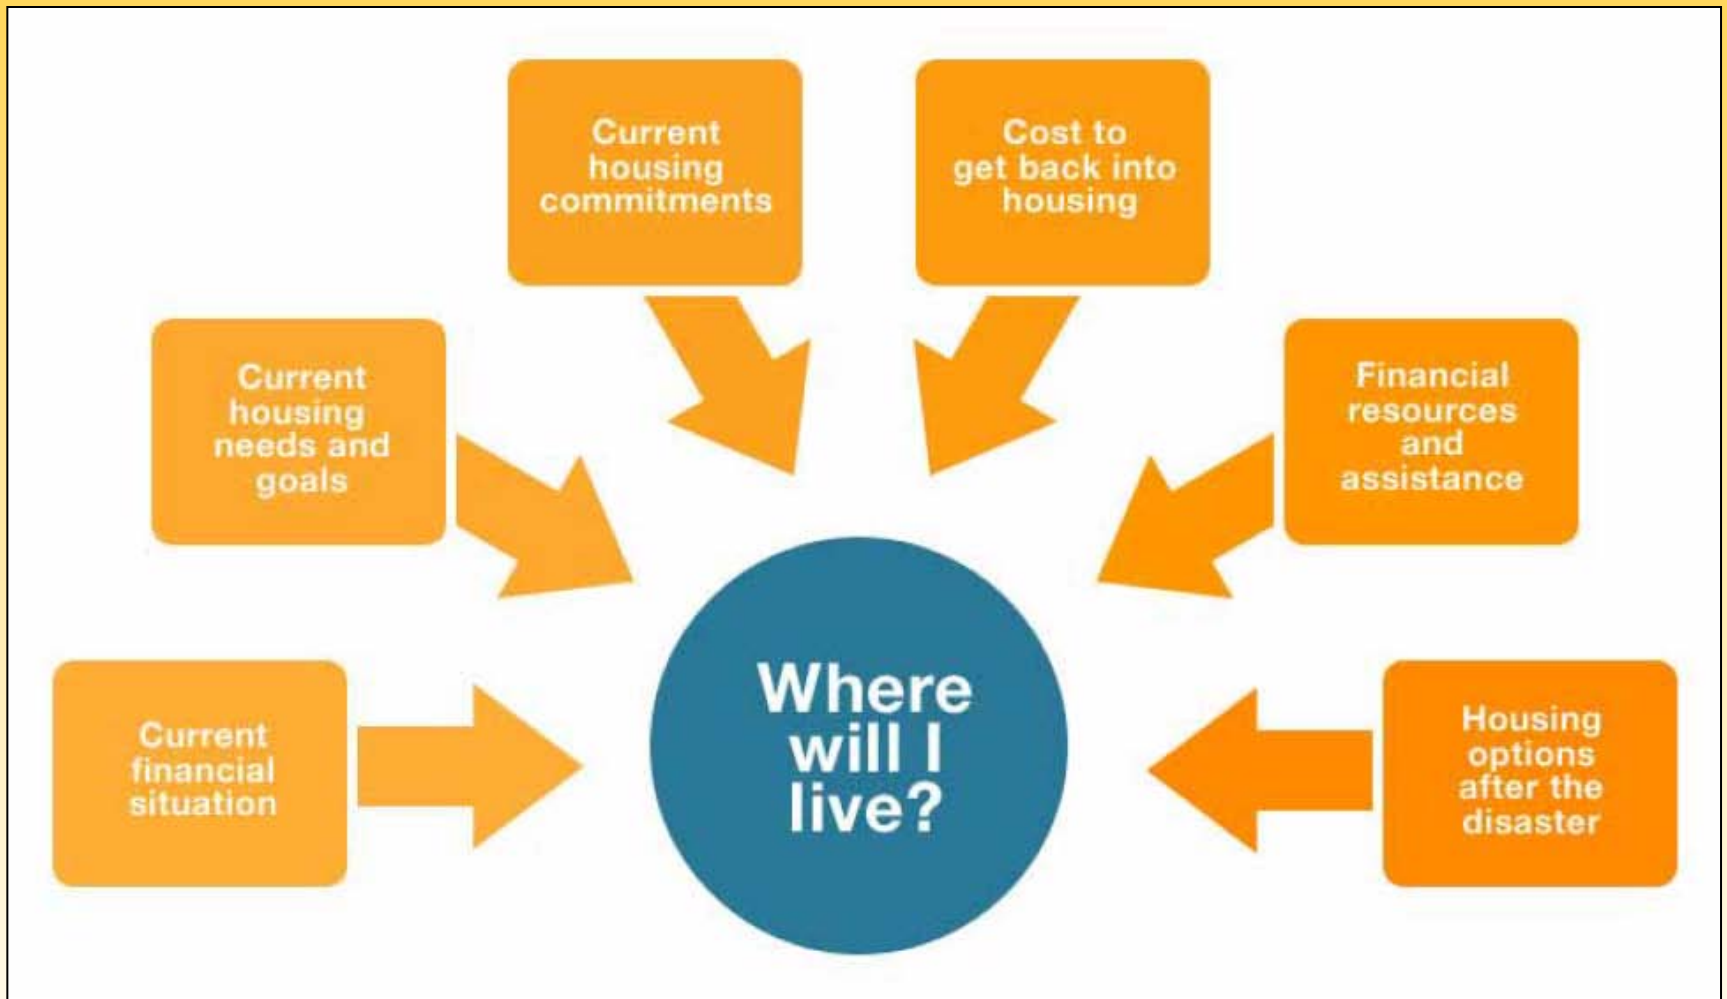 Current
housing
commitments
Cost to
get back into
housing
Current
housing
needs and
goals
Financial
resources
and
assistance
Current
financial
situation
Where
will I
live?
Housing
options
after the
disaster